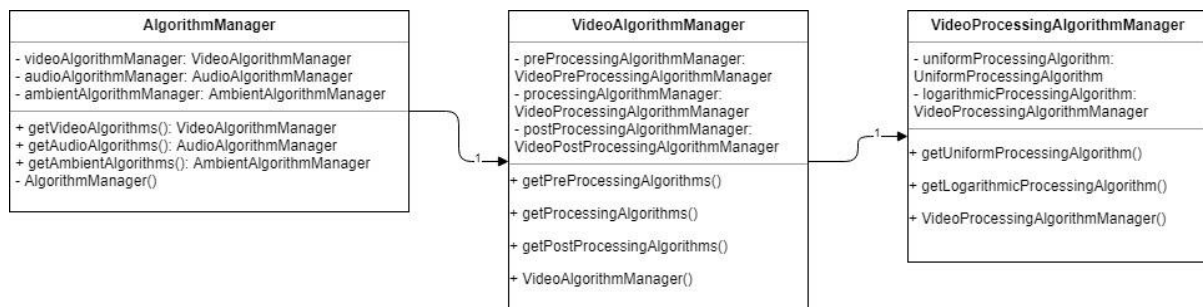 AlgorithmManager
- videoAlgorithmManager: VideoAlgorithmManager
- audioAlgorithmManager: AudioAlgorithmManager
- ambientAlgorithmManager: AmbientAlgorithmManager
+ getVideoAlgorithms(): VideoAlgorithmManager
+ getAudioAlgorithms(): AudioAlgorithmManager
+ getAmbientAlgorithms(): AmbientAlgorithmManager
- AlgorithmManager()
1
VideoAlgorithmManager
- preProcessingAlgorithmManager:
VideoPreProcessingAlgorithmManager
- processingAlgorithmManager:
VideoProcessingAlgorithmManager
- postProcessingAlgorithmManager:
VideoPostProcessingAlgorithmManager
+ getPreProcessingAlgorithms()
+ getProcessingAlgorithms()
+ getPostProcessingAlgorithms()
+ VideoAlgorithmManager()
1
VideoProcessingAlgorithmManager
- uniformProcessingAlgorithm:
UniformProcessingAlgorithm
- logarithmicProcessingAlgorithm:
VideoProcessingAlgorithmManager
+ getUniformProcessingAlgorithm()
+ getLogarithmicProcessingAlgorithm()
+ VideoProcessingAlgorithmManager()